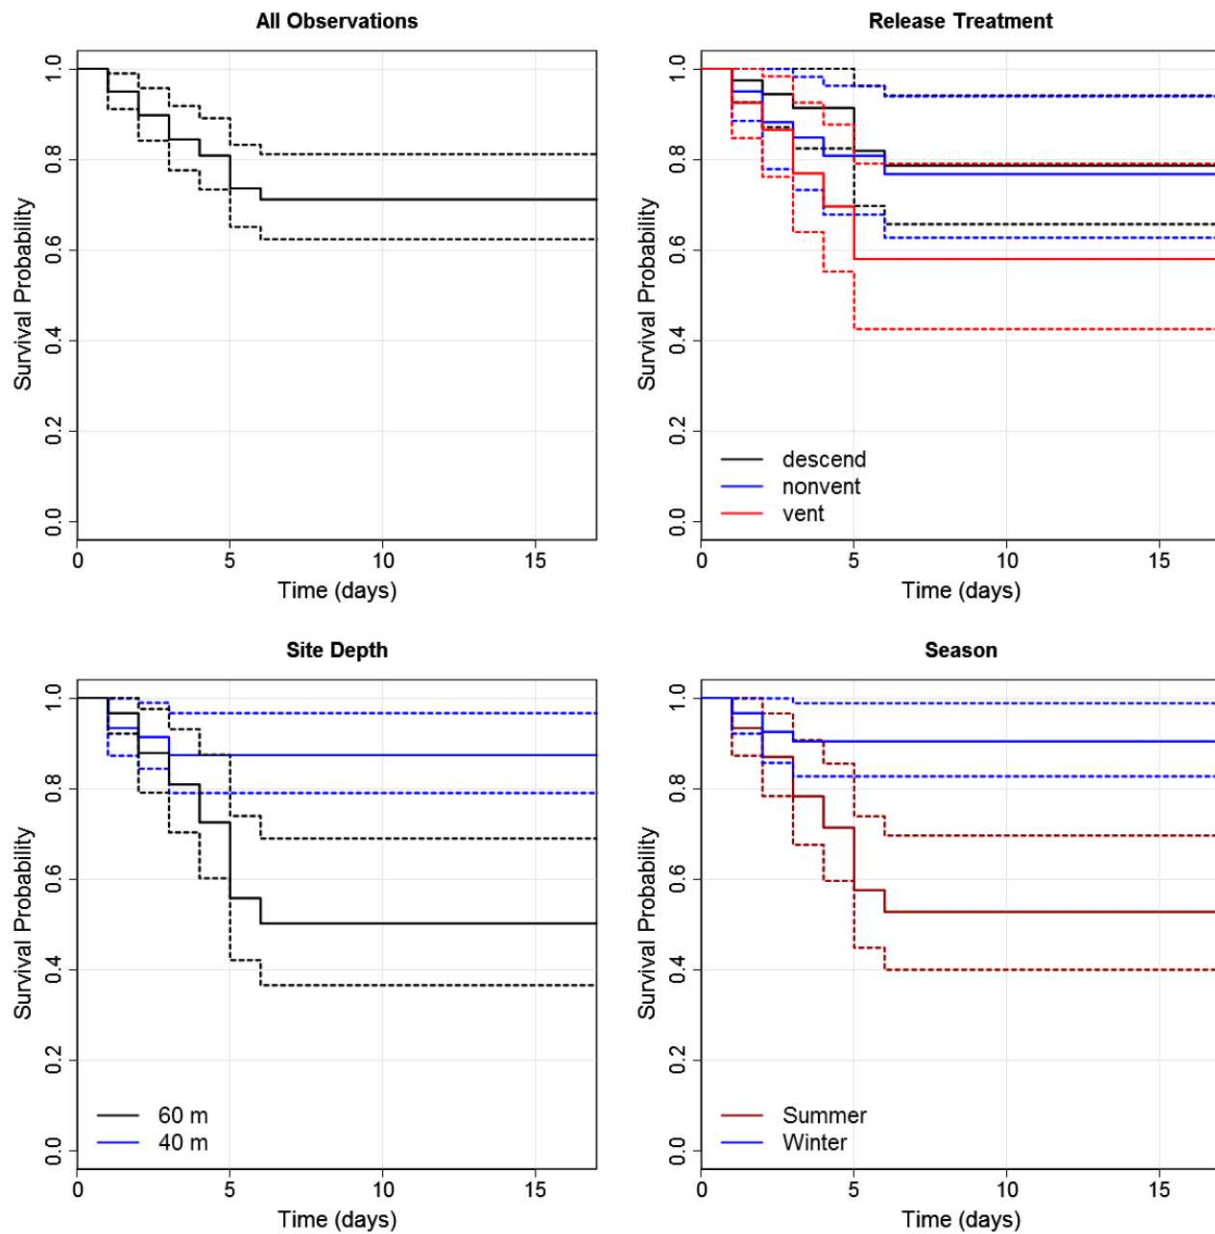 All Observations
Survival Probability
1.0
0.8
0.6
0.4
0.2
0.0
0 5 10 15
Time (days)
Release Treatment
Survival Probability
1.0
0.8
0.6
0.4
0.2
0.0
descend
nonvent
vent
0 5 10 15
Time (days)
Site Depth
Survival Probability
1.0
0.8
0.6
0.4
0.2
0.0
60 m
40 m
0 5 10 15
Time (days)
Season
Survival Probability
1.0
0.8
0.6
0.4
0.2
0.0
Summer
Winter
0 5 10 15
Time (days)